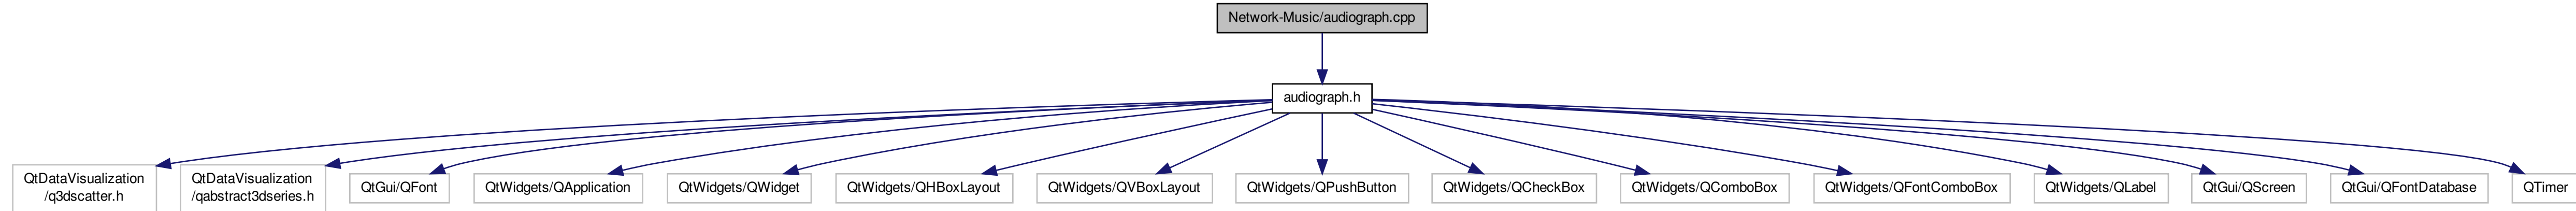 Network-Music/audiograph.cpp
audiograph.h
QtDataVisualization
/q3dscatter.h
QtDataVisualization
/qabstract3dseries.h
QtGui/QFont
QtWidgets/QApplication
QtWidgets/QWidget
QtWidgets/QHBoxLayout
QtWidgets/QVBoxLayout
QtWidgets/QPushButton
QtWidgets/QCheckBox
QtWidgets/QComboBox
QtWidgets/QFontComboBox
QtWidgets/QLabel
QtGui/QScreen
QtGui/QFontDatabase
QTimer